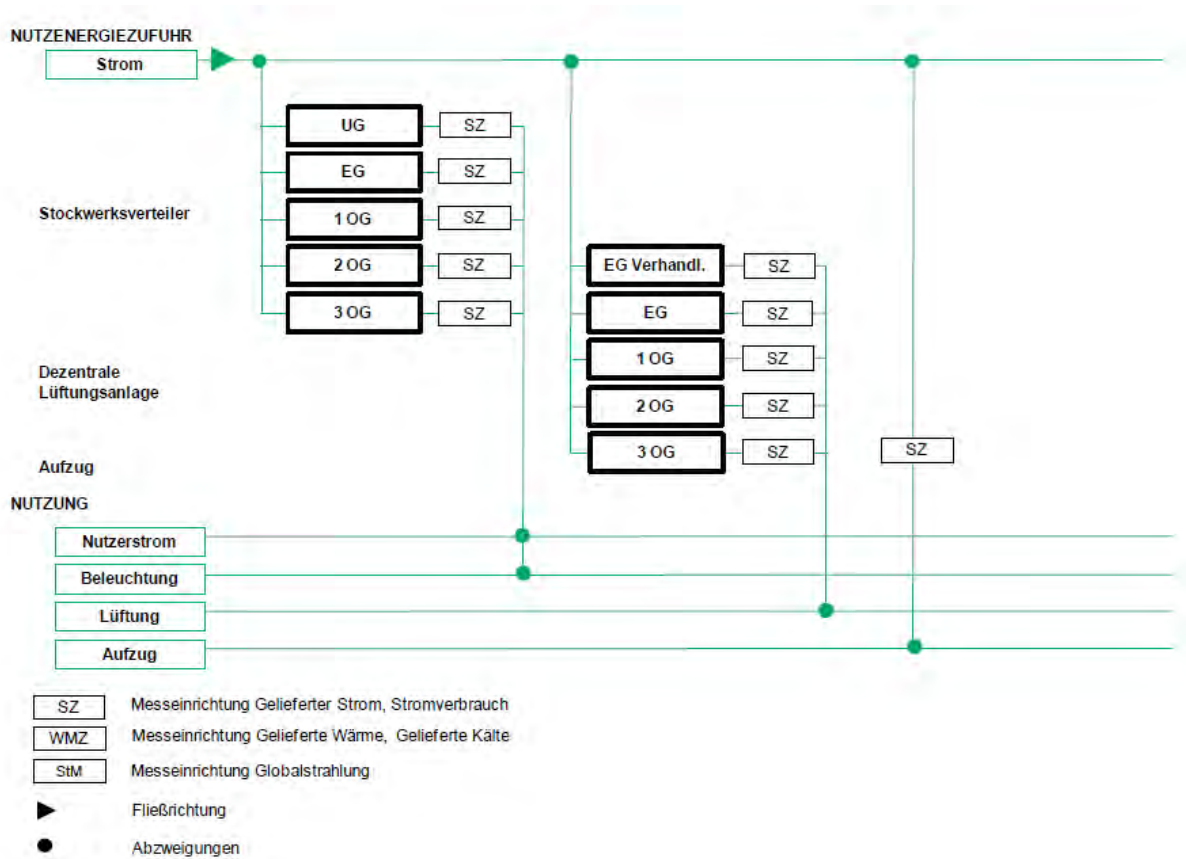 NUTZENERGIEZUFUHR
Strom
UG
SZ
EG
SZ
Stockwerksverteiler
1 OG
SZ
2 OG
SZ
EG Verhandl.
SZ
3 OG
SZ
EG
SZ
Dezentrale
Lüftungsanlage
1 OG
SZ
2 OG
SZ
Aufzug
3 OG
SZ
SZ
NUTZUNG
Nutzerstrom
Beleuchtung
Lüftung
Aufzug
SZ
Messeinrichtung Gelieferter Strom, Stromverbrauch
WMZ
Messeinrichtung Gelieferte Wärme, Gelieferte Kälte
StM
Messeinrichtung Globalstrahlung
Fließrichtung
Abzweigungen